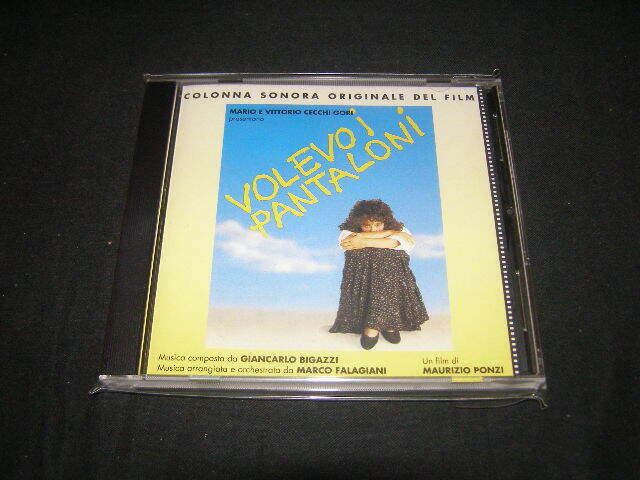 COLONNA SONORA ORIGINALE DEL FILM
MARIO E VITTORIO CECCHI GORI
presentano
VOLEVO I
PANTALONI
Musica composta da GIANCARLO BIGAZZI
Musica arrangiata e orchestrata da MARCO FALAGIANI
Un film di
MAURIZIO PONZI